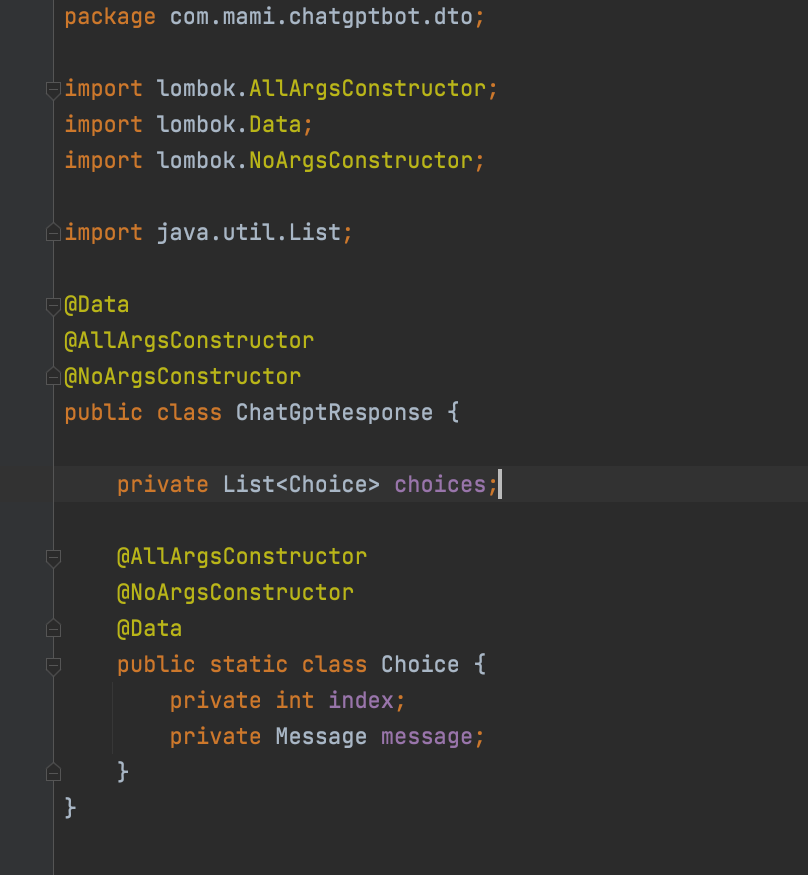 package com.mami.chatgptbot.dto;
import lombok.AllArgsConstructor;
import lombok.Data;
import lombok.NoArgsConstructor;
import java.util.List;
@Data
@AllArgsConstructor
@NoArgsConstructor
public class ChatGptResponse {
private List<Choice> choices;
@AllArgsConstructor
@NoArgsConstructor
@Data
public static class Choice {
private int index;
private Message message;
}
}